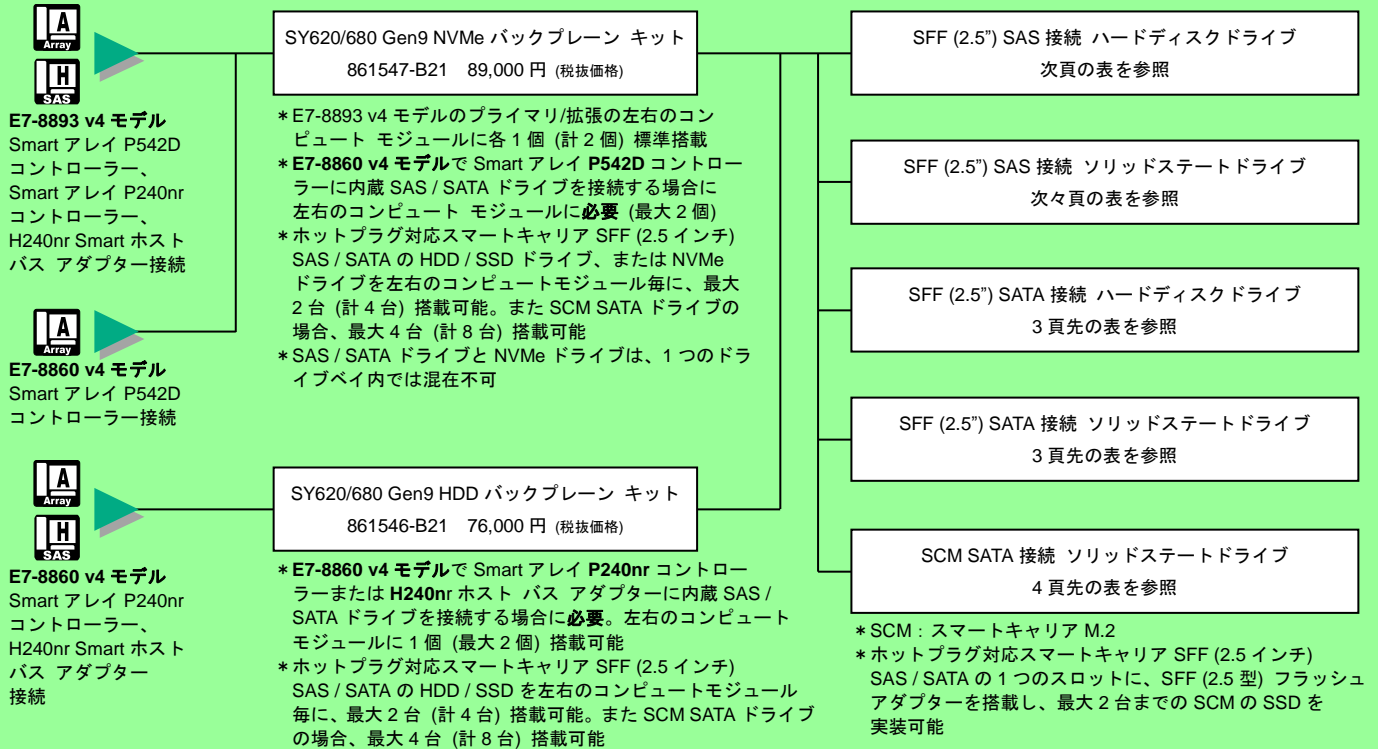 A
Array
H
SAS
E7-8893 v4 モデル
Smart アレイ P542D
コントローラー、
Smart アレイ P240nr
コントローラー、
H240nr Smart ホスト
バス アダプター接続
A
Array
E7-8860 v4 モデル
Smart アレイ P542D
コントローラー接続
A
Array
H
SAS
E7-8860 v4 モデル
Smart アレイ P240nr
コントローラー、
H240nr Smart ホスト
バス アダプター
接続
SY620/680 Gen9 NVMe バックプレーン キット
861547-B21 89,000 円 (税抜価格)
*E7-8893 v4 モデルのプライマリ/拡張の左右のコン
ピュート モジュールに各 1 個 (計 2 個) 標準搭載
*E7-8860 v4 モデルで Smart アレイ P542D コントロー
ラーに内蔵 SAS / SATA ドライブを接続する場合に
左右のコンピュート モジュールに必要 (最大 2 個)
*ホットプラグ対応スマートキャリア SFF (2.5 インチ)
SAS / SATA の HDD / SSD ドライブ、または NVMe
ドライブを左右のコンピュートモジュール毎に、最大
2 台 (計 4 台) 搭載可能。また SCM SATA ドライブの
場合、最大 4 台 (計 8 台) 搭載可能
*SAS / SATA ドライブと NVMe ドライブは、1 つのドラ
イブベイ内では混在不可
SY620/680 Gen9 HDD バックプレーン キット
861546-B21 76,000 円 (税抜価格)
*E7-8860 v4 モデルで Smart アレイ P240nr コントロー
ラーまたは H240nr ホスト バス アダプターに内蔵 SAS /
SATA ドライブを接続する場合に必要。左右のコンピュート
モジュールに 1 個 (最大 2 個) 搭載可能
*ホットプラグ対応スマートキャリア SFF (2.5 インチ)
SAS / SATA の HDD / SSD を左右のコンピュートモジュール
毎に、最大 2 台 (計 4 台) 搭載可能。また SCM SATA ドライブ
の場合、最大 4 台 (計 8 台) 搭載可能
SFF (2.5") SAS 接続 ハードディスクドライブ
次頁の表を参照
SFF (2.5") SAS 接続 ソリッドステートドライブ
次々頁の表を参照
SFF (2.5") SATA 接続 ハードディスクドライブ
3 頁先の表を参照
SFF (2.5") SATA 接続 ソリッドステートドライブ
3 頁先の表を参照
SCM SATA 接続 ソリッドステートドライブ
4 頁先の表を参照
*SCM：スマートキャリア M.2
*ホットプラグ対応スマートキャリア SFF (2.5 インチ)
SAS / SATA の 1 つのスロットに、SFF (2.5 型) フラッシュ
アダプターを搭載し、最大 2 台までの SCM の SSD を
実装可能